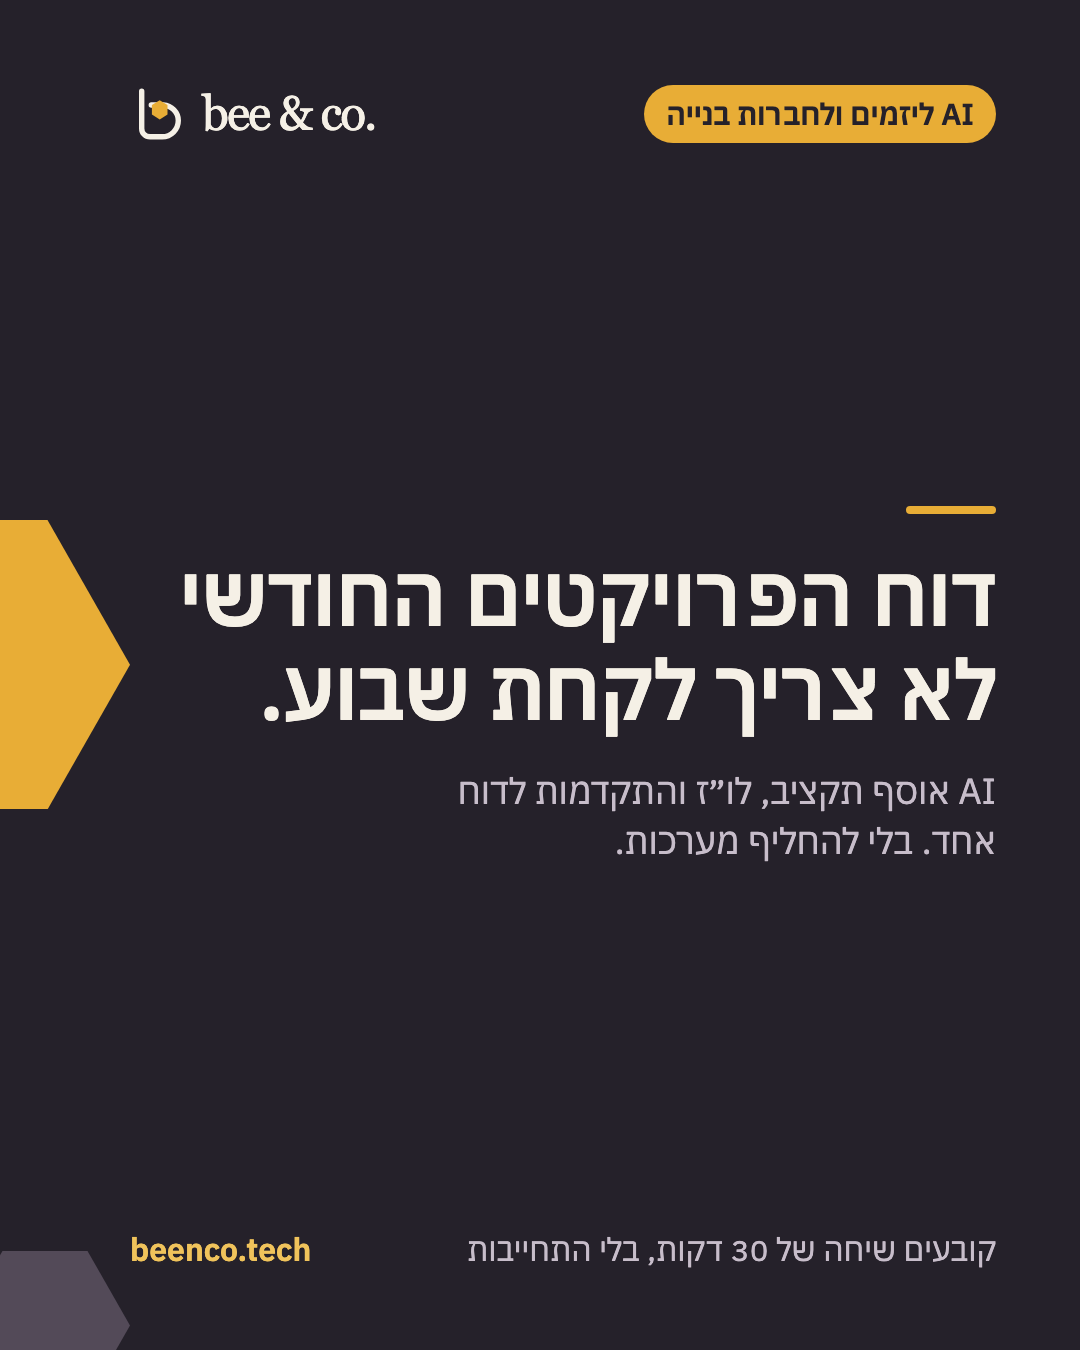 AI ליזמים ולחברות בנייה
bee & co.
דוח הפרויקטים החודשי
לא צריך לקחת שבוע.
AI אוסף תקציב, לו״ז והתקדמות לדוח
אחד. בלי להחליף מערכות.
קובעים שיחה של 30 דקות, בלי התחייבות
beenco.tech